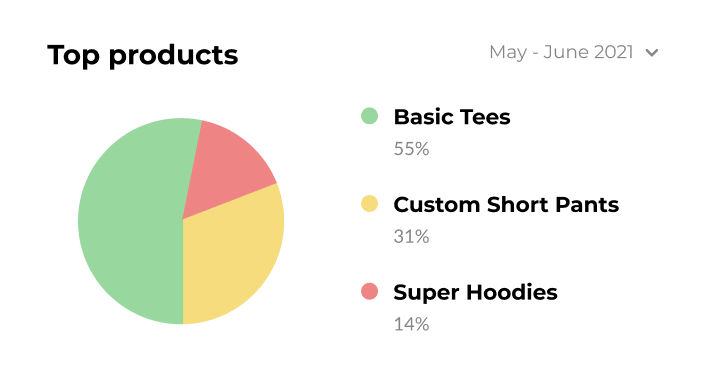 Top products
May - June 2021
Basic Tees
55%
Custom Short Pants
31%
Super Hoodies
14%